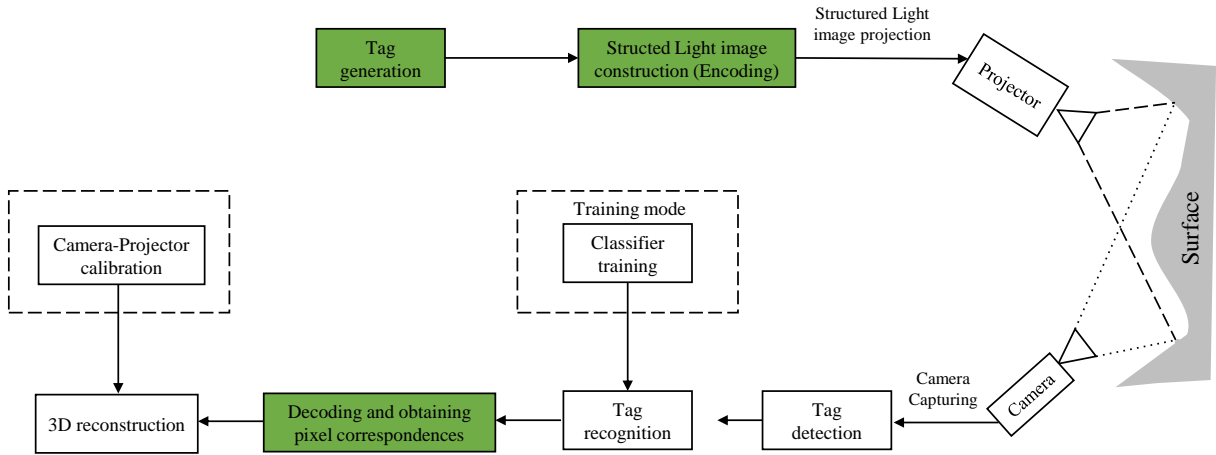 Tag
generation
Structed Light image
construction (Encoding)
Structured Light
image projection
Projector
Surface
Camera-Projector
calibration
Training mode
Classifier
training
3D reconstruction
Decoding and obtaining
pixel correspondences
Tag
recognition
Tag
detection
Camera
Capturing
Camera